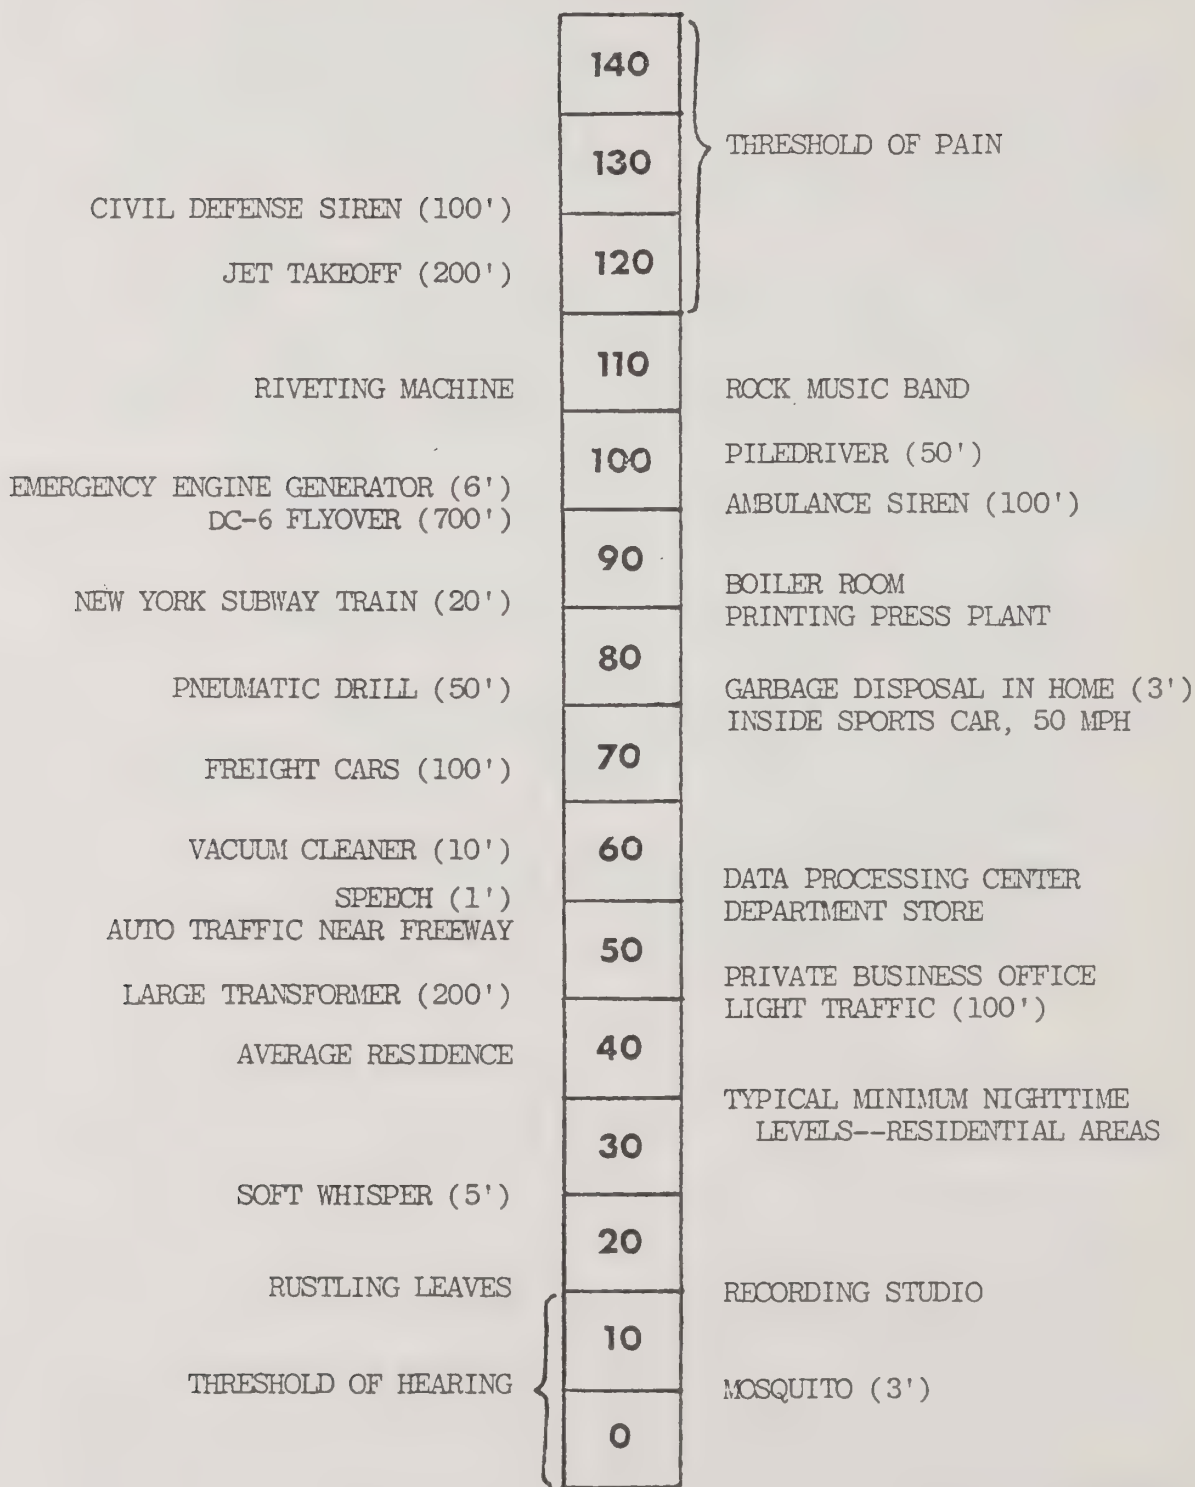 140
THRESHOLD OF PAIN
130
CIVIL DEFENSE SIREN (100')
120
JET TAKEOFF (200')
110
RIVETING MACHINE
ROCK MUSIC BAND
100
PILEDRIVER (50')
EMERGENCY ENGINE GENERATOR (6')
AMBULANCE SIREN (100')
DC-6 FLYOVER (700')
90
BOILER ROOM
NEW YORK SUBWAY TRAIN (20')
PRINTING PRESS PLANT
80
PNEUMATIC DRILL (50')
GARBAGE DISPOSAL IN HOME (3')
INSIDE SPORTS CAR, 50 MPH
70
FREIGHT CARS (100')
60
VACUUM CLEANER (10')
DATA PROCESSING CENTER
SPEECH (1')
DEPARTMENT STORE
AUTO TRAFFIC NEAR FREEWAY
50
PRIVATE BUSINESS OFFICE
LARGE TRANSFORMER (200')
LIGHT TRAFFIC (100')
40
AVERAGE RESIDENCE
TYPICAL MINIMUM NIGHTTIME
LEVELS--RESIDENTIAL AREAS
30
SOFT WHISPER (5')
20
RUSTLING LEAVES
RECORDING STUDIO
10
THRESHOLD OF HEARING
MOSQUITO (3')
0